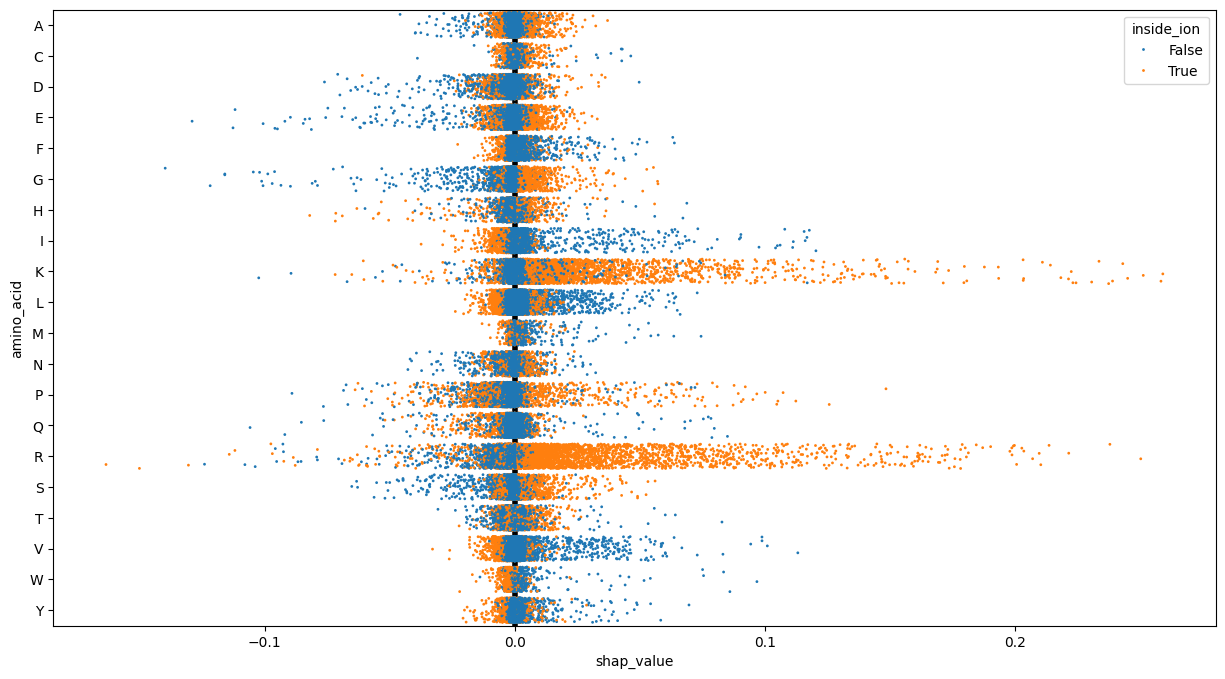 inside_ion
False
True
amino_acid
A
C
D
E
F
G
H
I
K
L
M
N
P
Q
R
S
T
V
W
Y
−0.1
0.0
0.1
0.2
shap_value